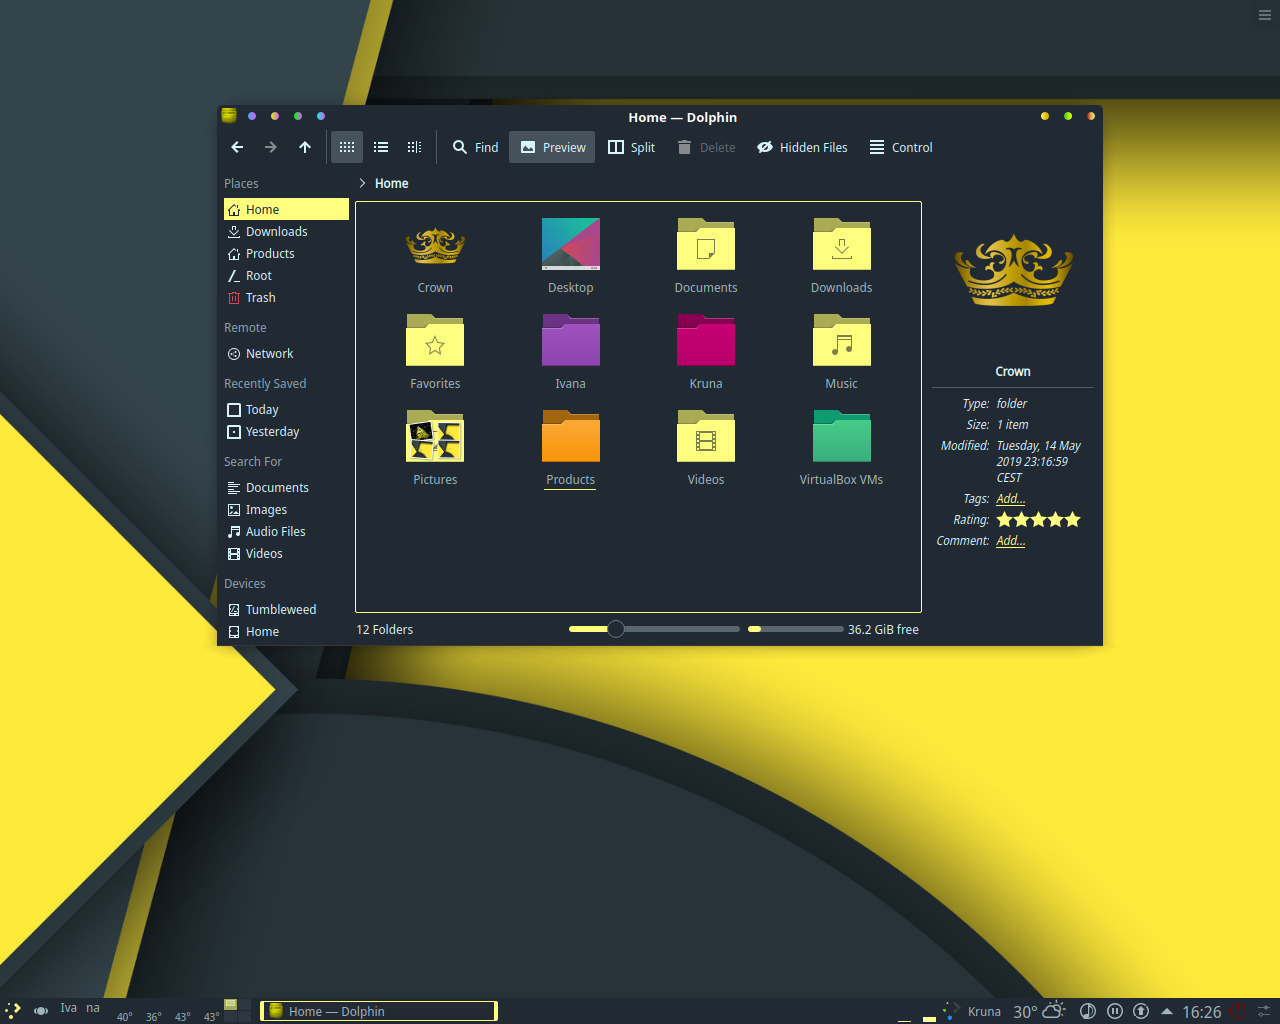 Home — Dolphin
Find Preview Split Delete Hidden Files Control
Places
Home
Downloads
Products
Root
Trash
Remote
Network
Recently Saved
Today
Yesterday
Search For
Documents
Images
Audio Files
Videos
Devices
Tumbleweed
Home
Home
Crown Desktop Documents Downloads
Favorites Ivana Kruna Music
Pictures Products Videos VirtualBox VMs
12 Folders
36.2 GiB free
Crown
Type: folder
Size: 1 item
Modified: Tuesday, 14 May
2019 23:16:59
CEST
Tags: Add...
Rating:
Comment: Add...
Iva na
40° 36° 43° 43°
Home — Dolphin
Kruna 30° 16:26